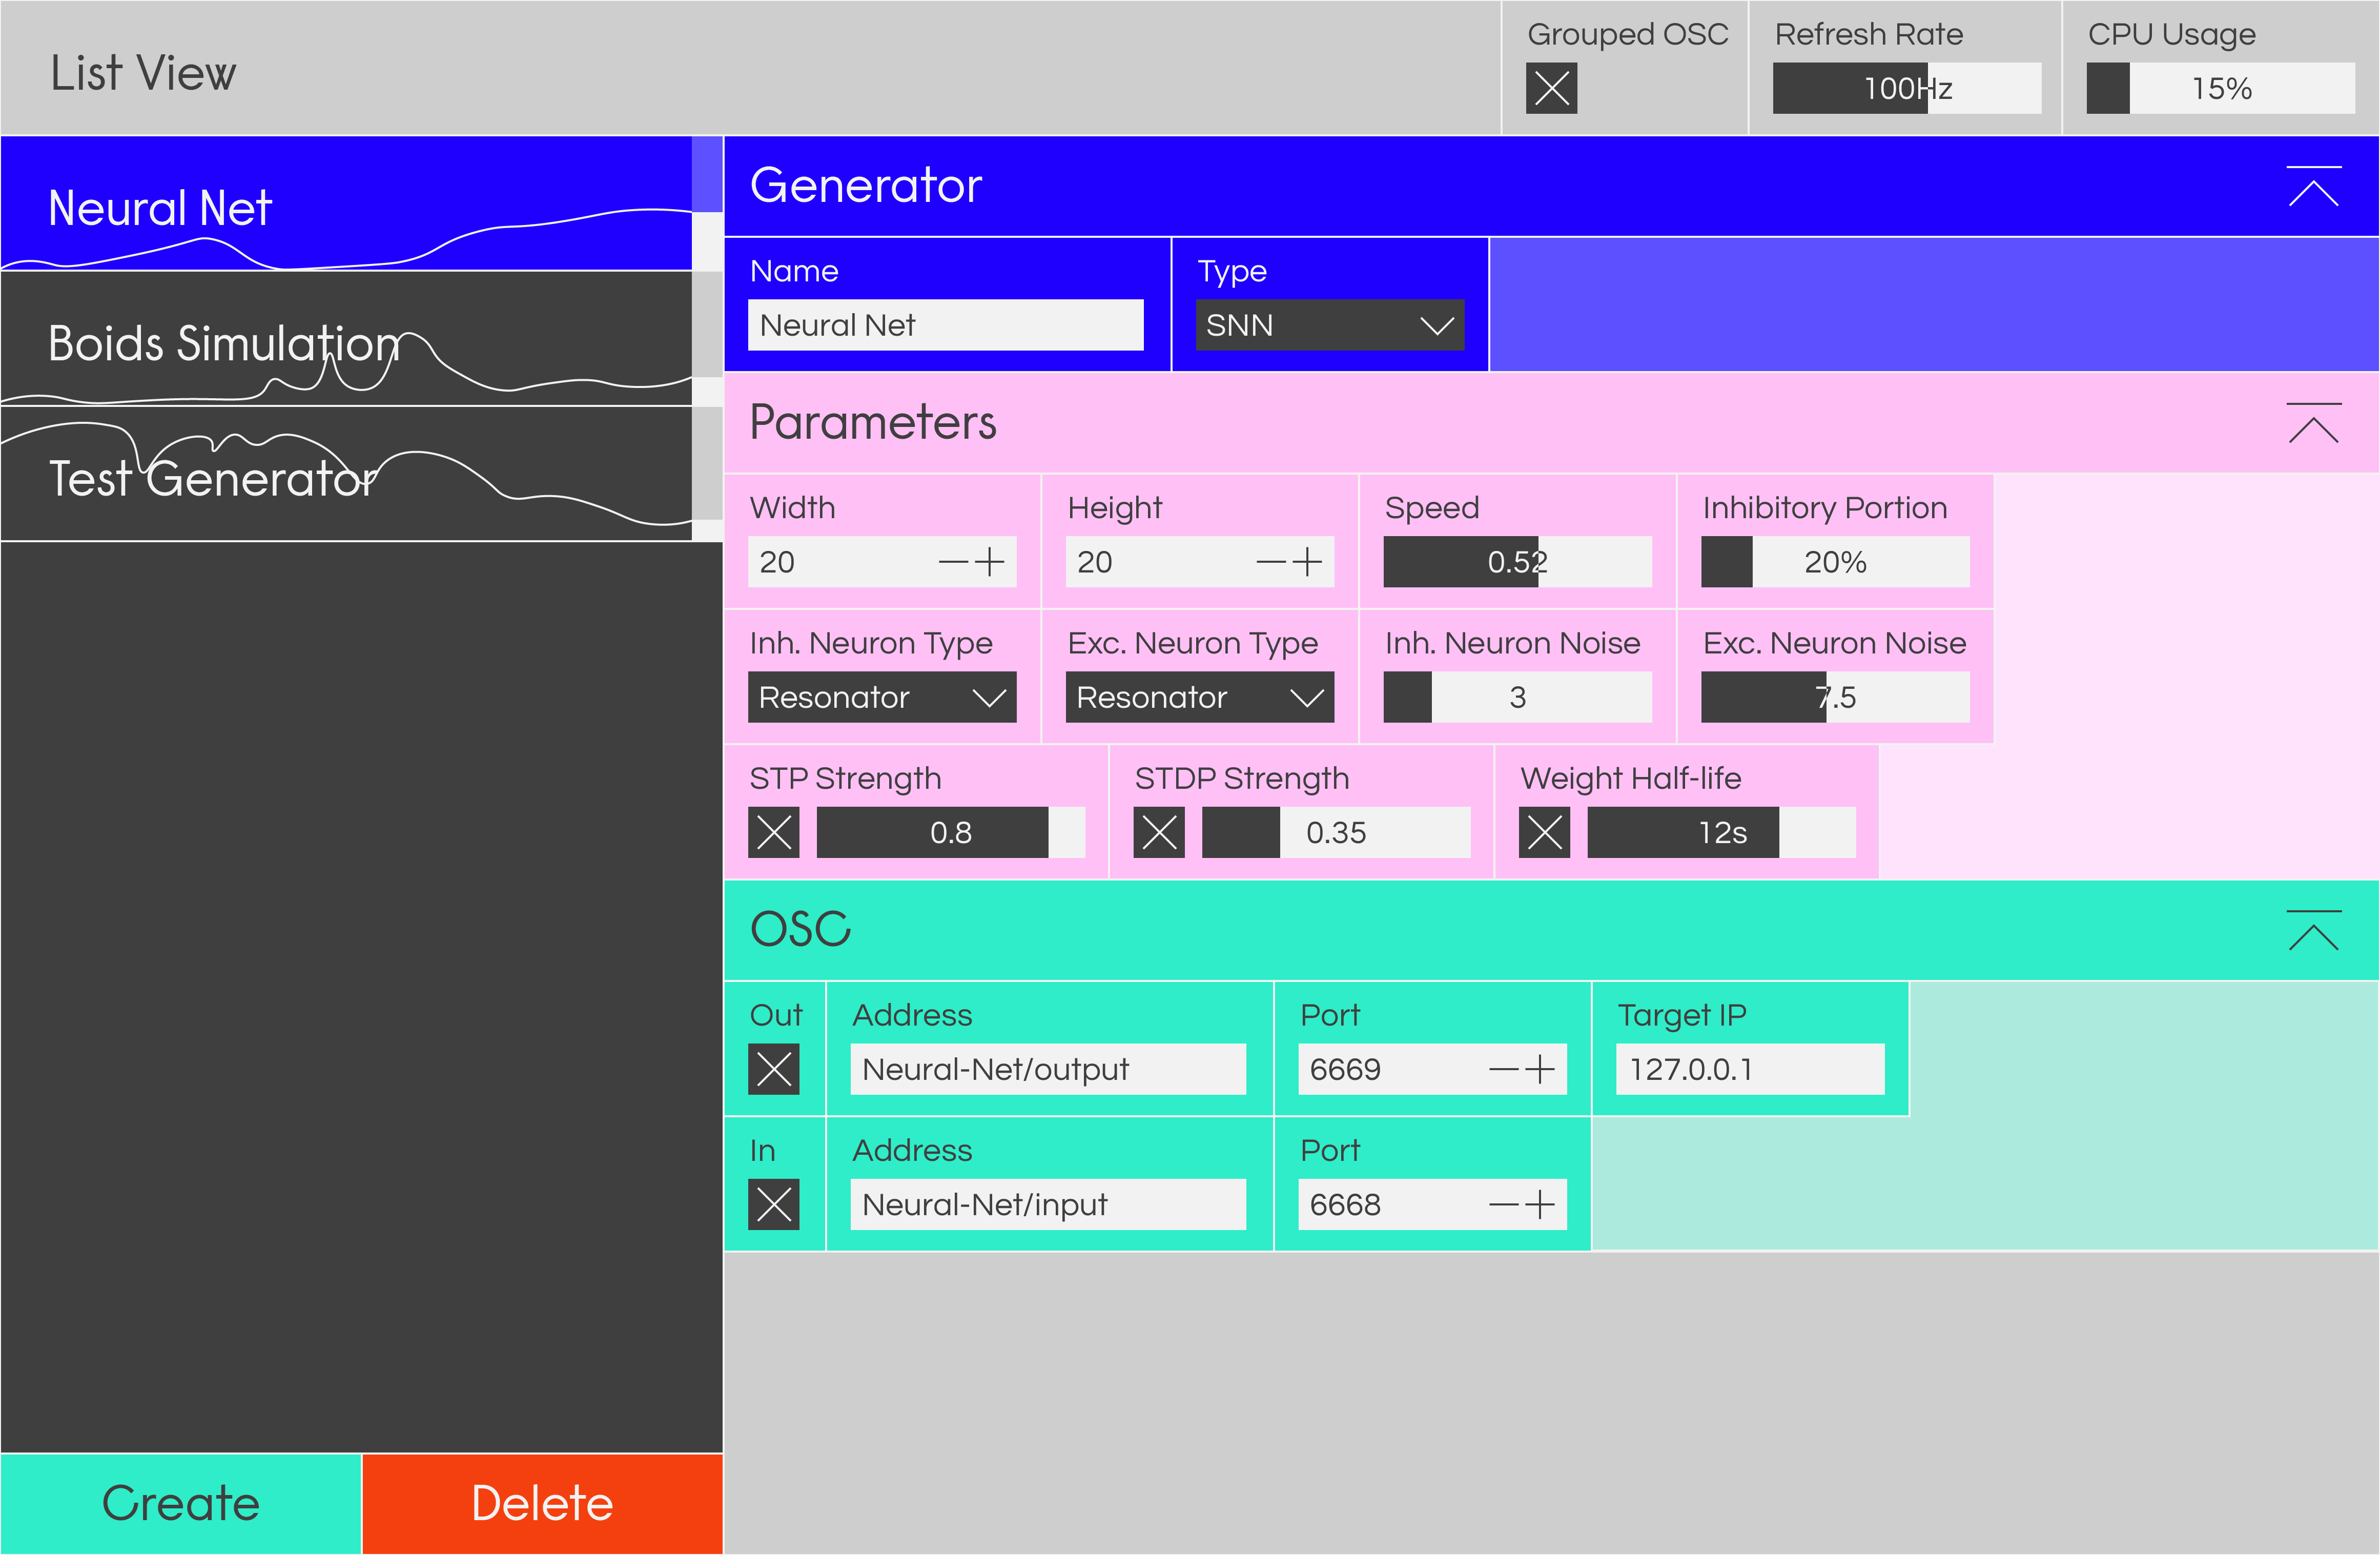 List View
Grouped OSC
Refresh Rate
100Hz
CPU Usage
15%
Neural Net
Boids Simulation
Test Generator
Create
Delete
Generator
Name
Neural Net
Type
SNN
Parameters
Width
20
Height
20
Speed
0.52
Inhibitory Portion
20%
Inh. Neuron Type
Resonator
Exc. Neuron Type
Resonator
Inh. Neuron Noise
3
Exc. Neuron Noise
7.5
STP Strength
0.8
STDP Strength
0.35
Weight Half-life
12s
OSC
Out
Address
Neural-Net/output
Port
6669
Target IP
127.0.0.1
In
Address
Neural-Net/input
Port
6668